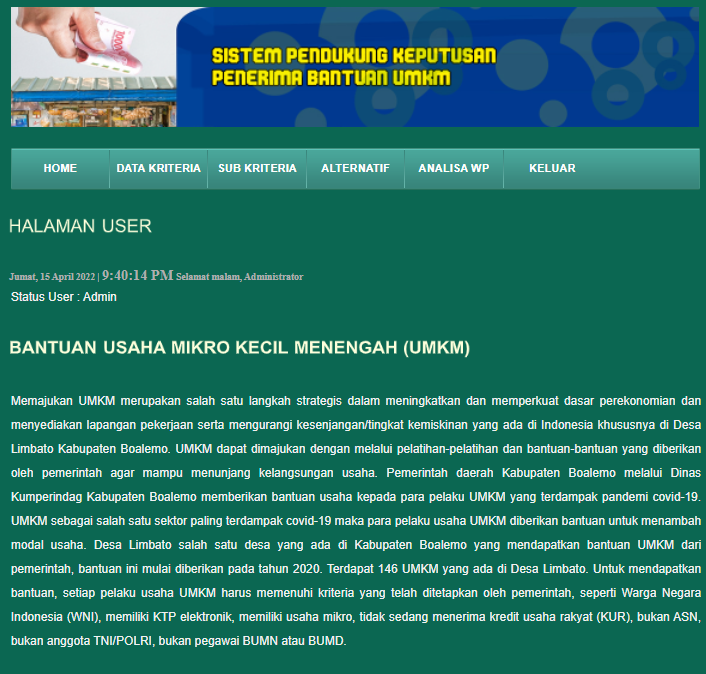 SISTEM PENDUKUNG KEPUTUSAN
PENERIMA BANTUAN UMKM
HOME DATA KRITERIA SUB KRITERIA ALTERNATIF ANALISA WP KELUAR
HALAMAN USER
Jumat, 15 April 2022 | 9:40:14 PM Selamat malam, Administrator
Status User : Admin
BANTUAN USAHA MIKRO KECIL MENENGAH (UMKM)
Memajukan UMKM merupakan salah satu langkah strategis dalam meningkatkan dan memperkuat dasar perekonomian dan
menyediakan lapangan pekerjaan serta mengurangi kesenjangan/tingkat kemiskinan yang ada di Indonesia khususnya di Desa
Limbato Kabupaten Boalemo. UMKM dapat dimajukan dengan melalui pelatihan-pelatihan dan bantuan-bantuan yang diberikan
oleh pemerintah agar mampu menunjang kelangsungan usaha. Pemerintah daerah Kabupaten Boalemo melalui Dinas
Kumperindag Kabupaten Boalemo memberikan bantuan usaha kepada para pelaku UMKM yang terdampak pandemi covid-19.
UMKM sebagai salah satu sektor paling terdampak covid-19 maka para pelaku usaha UMKM diberikan bantuan untuk menambah
modal usaha. Desa Limbato salah satu desa yang ada di Kabupaten Boalemo yang mendapatkan bantuan UMKM dari
pemerintah, bantuan ini mulai diberikan pada tahun 2020. Terdapat 146 UMKM yang ada di Desa Limbato. Untuk mendapatkan
bantuan, setiap pelaku usaha UMKM harus memenuhi kriteria yang telah ditetapkan oleh pemerintah, seperti Warga Negara
Indonesia (WNI), memiliki KTP elektronik, memiliki usaha mikro, tidak sedang menerima kredit usaha rakyat (KUR), bukan ASN,
bukan anggota TNI/POLRI, bukan pegawai BUMN atau BUMD.